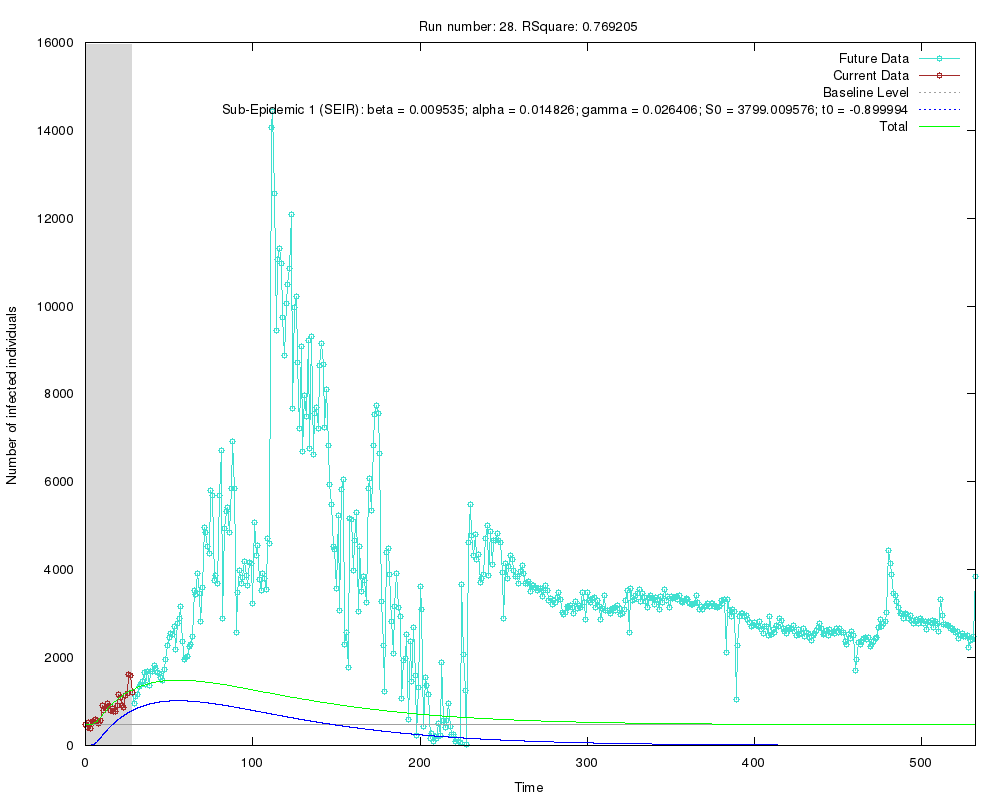 Run number: 28. RSquare: 0.769205
Future Data
Current Data
Baseline Level
Sub-Epidemic 1 (SEIR): beta = 0.009535; alpha = 0.014826; gamma = 0.026406; S0 = 3799.009576; t0 = -0.899994
Total
16000
14000
12000
10000
8000
6000
4000
2000
0
Number of infected individuals
0 100 200 300 400 500
Time